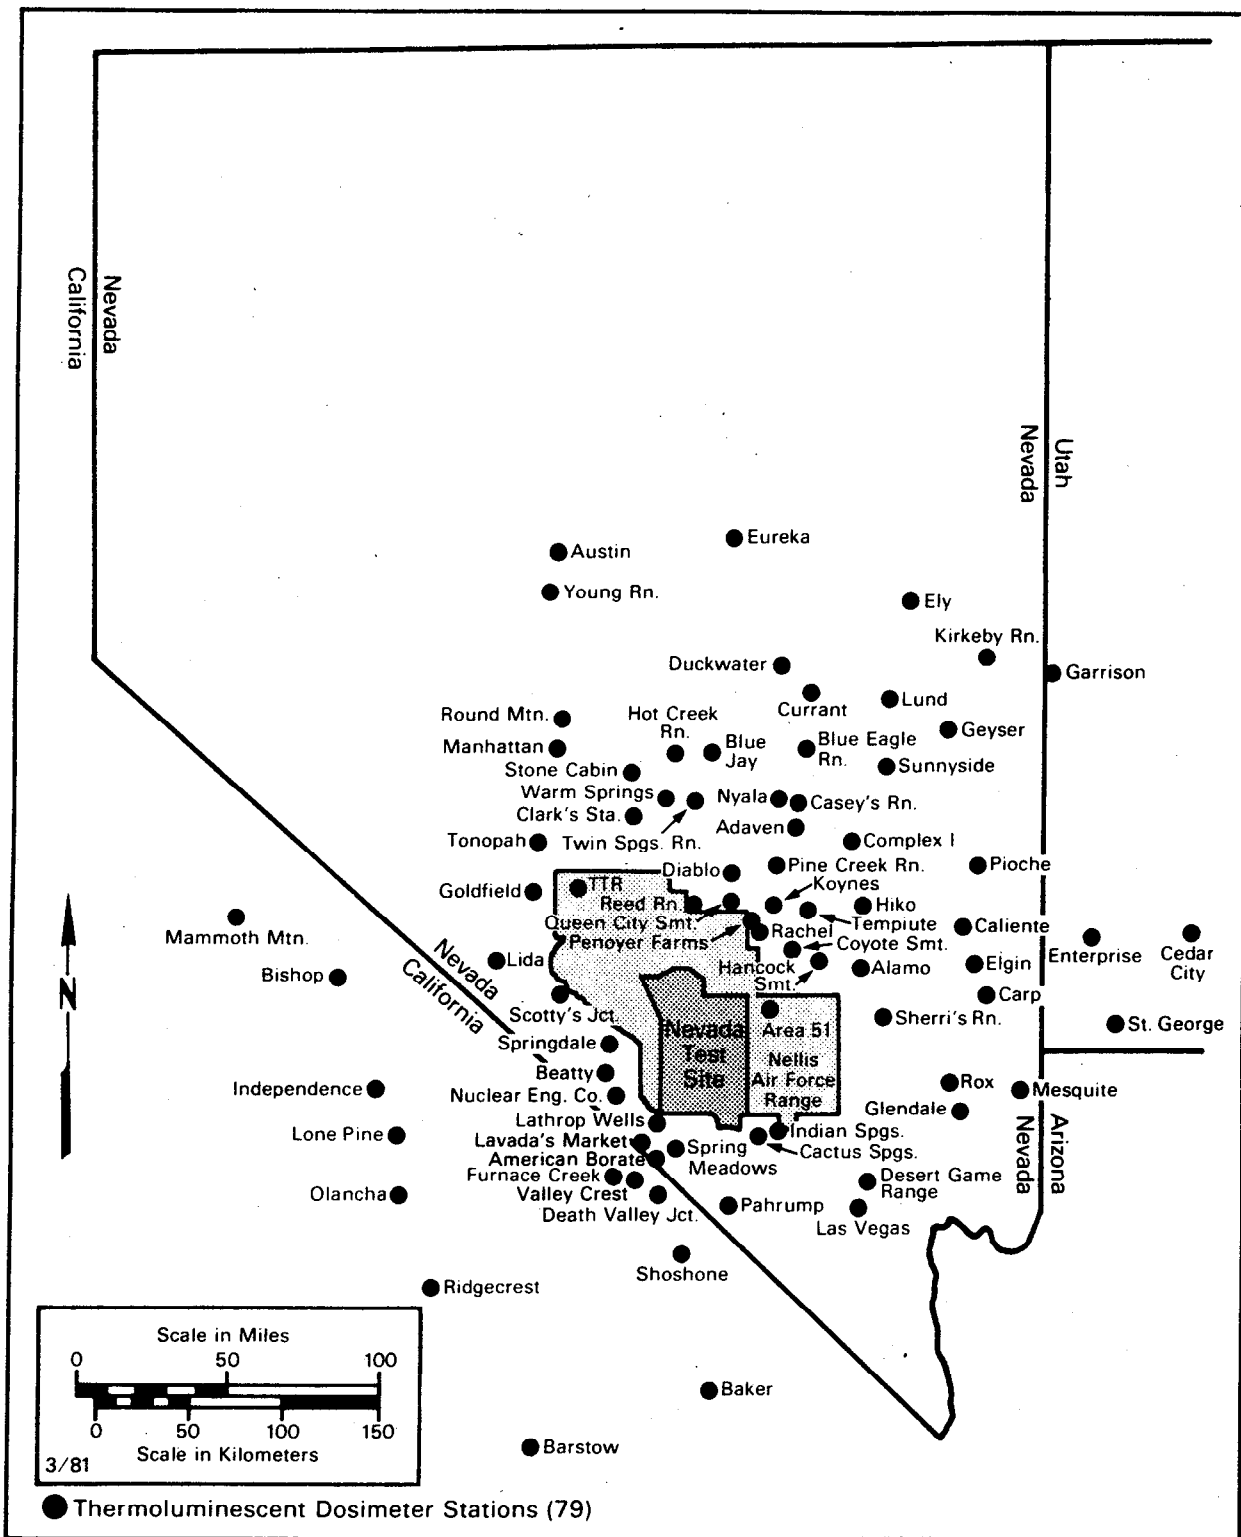 California
Nevada
Nevada
Utah
Austin
Eureka
Young Rn.
Ely
Kirkeby Rn.
Duckwater
Garrison
Currant
Lund
Round Mtn.
Hot Creek
Rn.
Geyser
Manhattan
Blue
Jay
Blue Eagle
Rn.
Stone Cabin
Sunnyside
Warm Springs
Nyala
Casey's Rn.
Clark's Sta.
Adaven
Tonopah
Twin Spgs. Rn.
Complex I
Diablo
Pine Creek Rn.
Pioche
Goldfield
TTR
Koynes
Reed Rn.
Hiko
Queen City Smt.
Tempiute
Mammoth Mtn.
Penoyer Farms
Rachel
Coyote Smt.
Caliente
Enterprise
Cedar
City
Nevada
California
Bishop
Lida
Hancock
Smt.
Alamo
Elgin
N
Scotty's Jct.
Carp
Sherri's Rn.
St. George
Nevada
Test
Site
Area 51
Nellis
Air Force
Range
Springdale
Beatty
Independence
Nuclear Eng. Co.
Rox
Mesquite
Glendale
Lathrop Wells
Arizona
Nevada
Lone Pine
Lavada's Market
Indian Spgs.
Cactus Spgs.
American Borate
Spring
Meadows
Furnace Creek
Desert Game
Range
Olancha
Valley Crest
Death Valley Jct.
Pahrump
Las Vegas
Shoshone
Ridgecrest
Scale in Miles
0 50 100
0 50 100 150
Scale in Kilometers
3/81
Baker
Barstow
Thermoluminescent Dosimeter Stations (79)